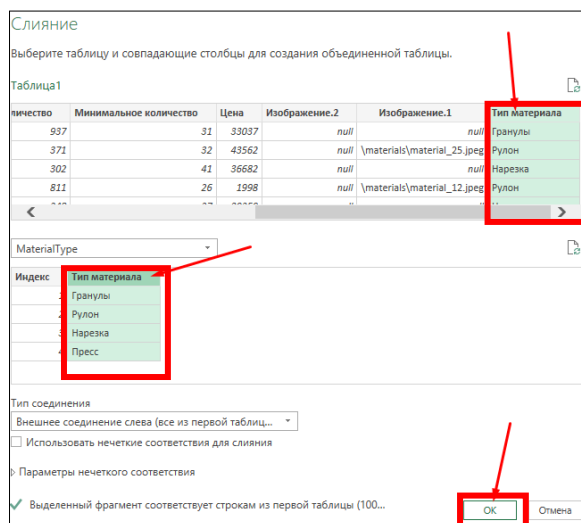 Слияние
Выберите таблицу и совпадающие столбцы для создания объединенной таблицы.
Таблица1
личество Минимальное количество Цена Изображение.2 Изображение.1 Тип материала
937 31 33037 null null Гранулы
371 32 43562 null \materials\material_25.jpeg Рулон
302 41 36682 null null Нарезка
811 26 1998 null \materials\material_12.jpeg Рулон
MaterialType
Индекс Тип материала
Гранулы
Рулон
Нарезка
Пресс
Тип соединения
Внешнее соединение слева (все из первой таблиц...
Использовать нечеткие соответствия для слияния
Параметры нечеткого соответствия
Выделенный фрагмент соответствует строкам из первой таблицы (100...
ОК Отмена